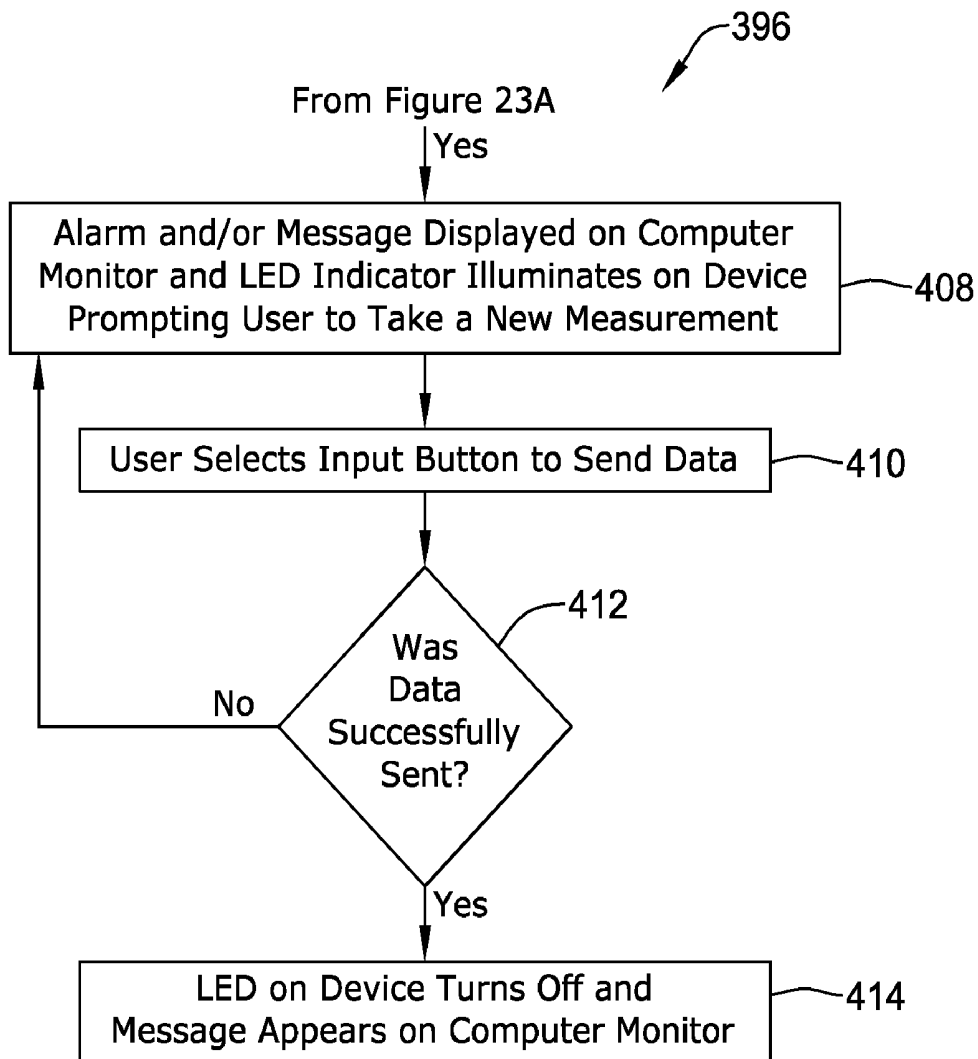 396
From Figure 23A
Yes
Alarm and/or Message Displayed on Computer
Monitor and LED Indicator Illuminates on Device
Prompting User to Take a New Measurement
408
User Selects Input Button to Send Data
410
412
Was
Data
Successfully
Sent?
No
Yes
LED on Device Turns Off and
Message Appears on Computer Monitor
414